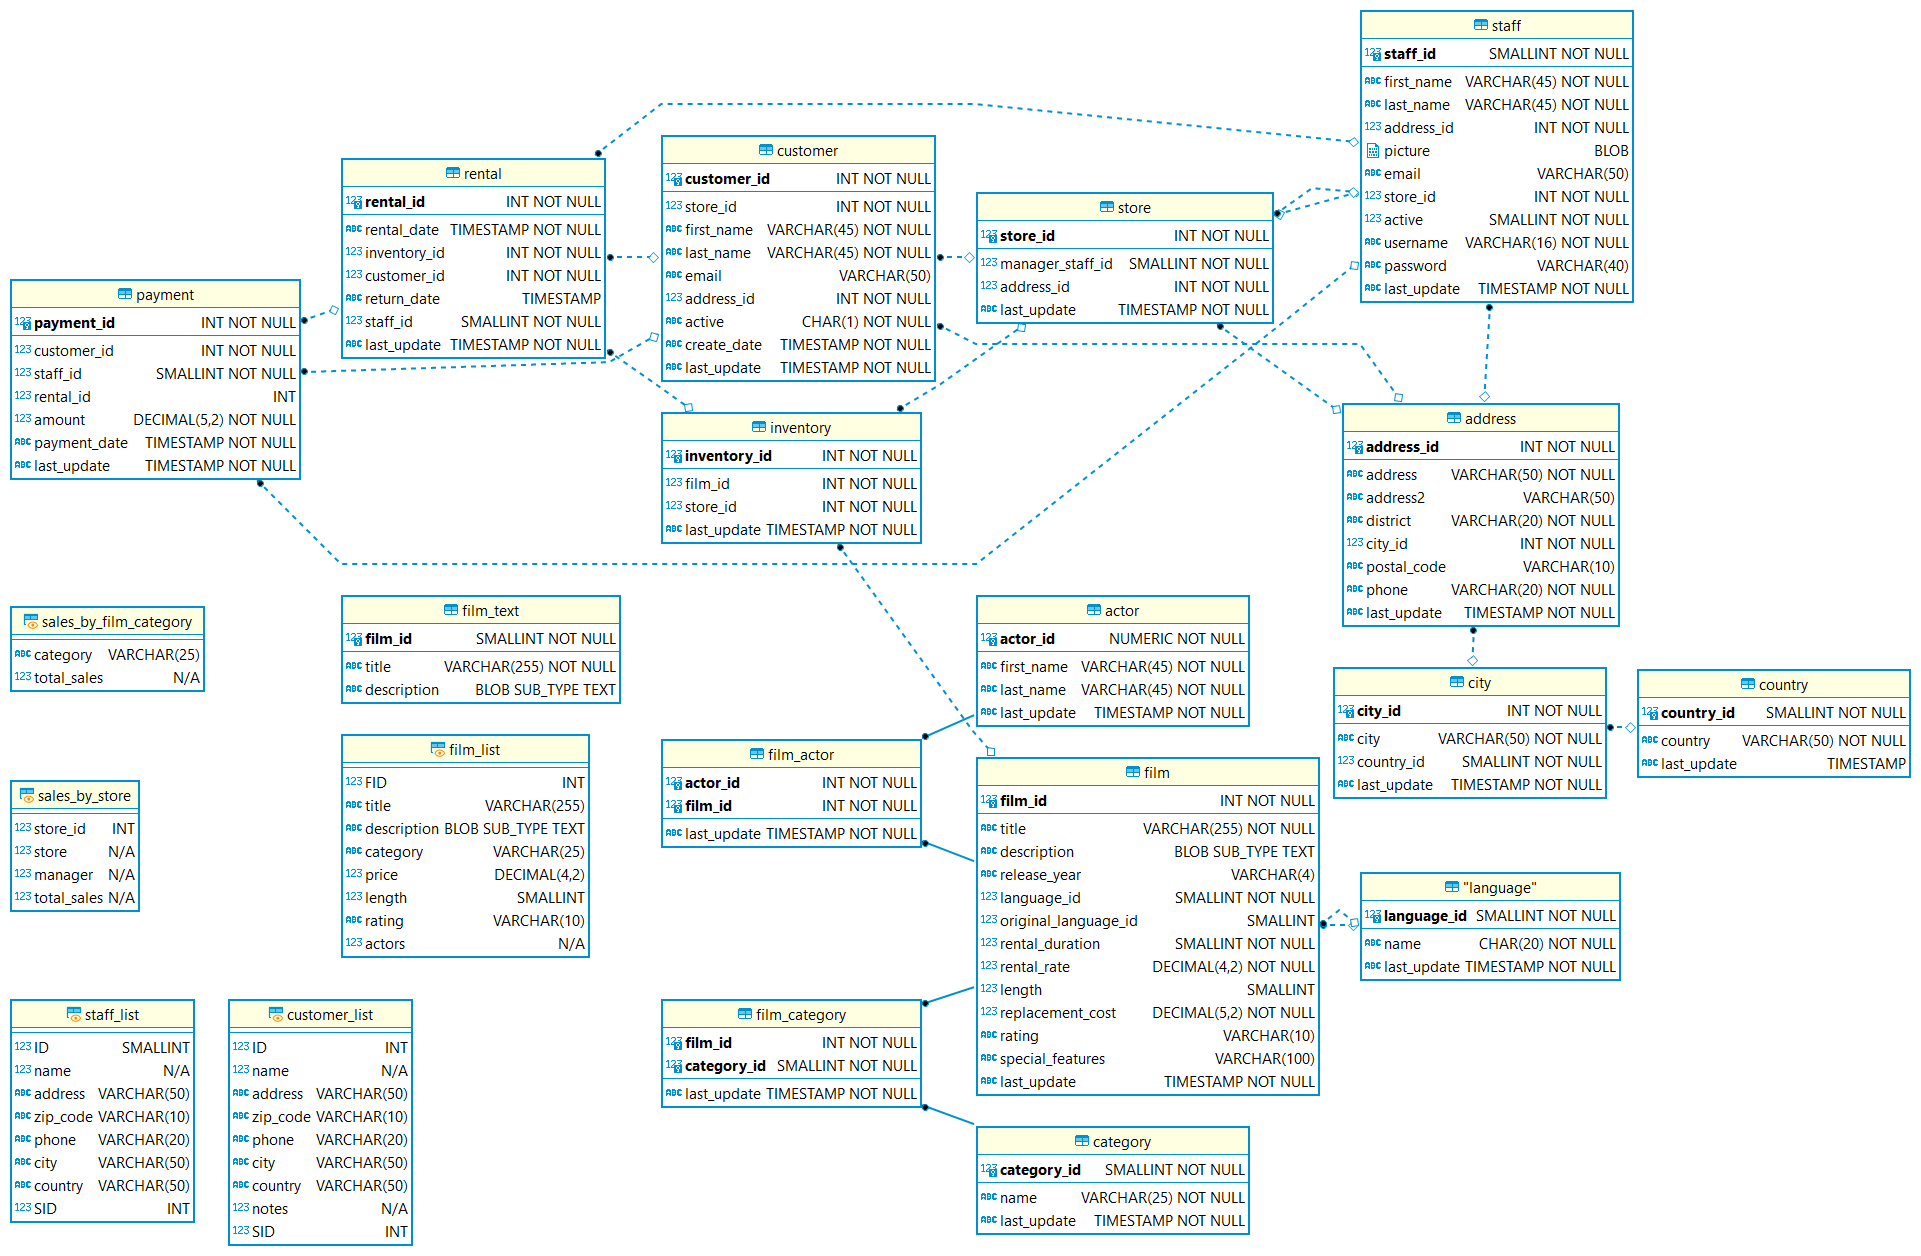 staff
staff_id SMALLINT NOT NULL
first_name VARCHAR(45) NOT NULL
last_name VARCHAR(45) NOT NULL
address_id INT NOT NULL
picture BLOB
email VARCHAR(50)
store_id INT NOT NULL
active SMALLINT NOT NULL
username VARCHAR(16) NOT NULL
password VARCHAR(40)
last_update TIMESTAMP NOT NULL
customer
customer_id INT NOT NULL
store_id INT NOT NULL
first_name VARCHAR(45) NOT NULL
last_name VARCHAR(45) NOT NULL
email VARCHAR(50)
address_id INT NOT NULL
active CHAR(1) NOT NULL
create_date TIMESTAMP NOT NULL
last_update TIMESTAMP NOT NULL
rental
rental_id INT NOT NULL
rental_date TIMESTAMP NOT NULL
inventory_id INT NOT NULL
customer_id INT NOT NULL
return_date TIMESTAMP
staff_id SMALLINT NOT NULL
last_update TIMESTAMP NOT NULL
store
store_id INT NOT NULL
manager_staff_id SMALLINT NOT NULL
address_id INT NOT NULL
last_update TIMESTAMP NOT NULL
payment
payment_id INT NOT NULL
customer_id INT NOT NULL
staff_id SMALLINT NOT NULL
rental_id INT
amount DECIMAL(5,2) NOT NULL
payment_date TIMESTAMP NOT NULL
last_update TIMESTAMP NOT NULL
inventory
inventory_id INT NOT NULL
film_id INT NOT NULL
store_id INT NOT NULL
last_update TIMESTAMP NOT NULL
address
address_id INT NOT NULL
address VARCHAR(50) NOT NULL
address2 VARCHAR(50)
district VARCHAR(20) NOT NULL
city_id INT NOT NULL
postal_code VARCHAR(10)
phone VARCHAR(20) NOT NULL
last_update TIMESTAMP NOT NULL
sales_by_film_category
category VARCHAR(25)
total_sales N/A
film_text
film_id SMALLINT NOT NULL
title VARCHAR(255) NOT NULL
description BLOB SUB_TYPE TEXT
actor
actor_id NUMERIC NOT NULL
first_name VARCHAR(45) NOT NULL
last_name VARCHAR(45) NOT NULL
last_update TIMESTAMP NOT NULL
city
city_id INT NOT NULL
city VARCHAR(50) NOT NULL
country_id SMALLINT NOT NULL
last_update TIMESTAMP NOT NULL
country
country_id SMALLINT NOT NULL
country VARCHAR(50) NOT NULL
last_update TIMESTAMP
film_list
FID INT
title VARCHAR(255)
description BLOB SUB_TYPE TEXT
category VARCHAR(25)
price DECIMAL(4,2)
length SMALLINT
rating VARCHAR(10)
actors N/A
film_actor
actor_id INT NOT NULL
film_id INT NOT NULL
last_update TIMESTAMP NOT NULL
film
film_id INT NOT NULL
title VARCHAR(255) NOT NULL
description BLOB SUB_TYPE TEXT
release_year VARCHAR(4)
language_id SMALLINT NOT NULL
original_language_id SMALLINT
rental_duration SMALLINT NOT NULL
rental_rate DECIMAL(4,2) NOT NULL
length SMALLINT
replacement_cost DECIMAL(5,2) NOT NULL
rating VARCHAR(10)
special_features VARCHAR(100)
last_update TIMESTAMP NOT NULL
sales_by_store
store_id INT
store N/A
manager N/A
total_sales N/A
"language"
language_id SMALLINT NOT NULL
name CHAR(20) NOT NULL
last_update TIMESTAMP NOT NULL
staff_list
ID SMALLINT
name N/A
address VARCHAR(50)
zip_code VARCHAR(10)
phone VARCHAR(20)
city VARCHAR(50)
country VARCHAR(50)
SID INT
customer_list
ID INT
name N/A
address VARCHAR(50)
zip_code VARCHAR(10)
phone VARCHAR(20)
city VARCHAR(50)
country VARCHAR(50)
notes N/A
SID INT
film_category
film_id INT NOT NULL
category_id SMALLINT NOT NULL
last_update TIMESTAMP NOT NULL
category
category_id SMALLINT NOT NULL
name VARCHAR(25) NOT NULL
last_update TIMESTAMP NOT NULL